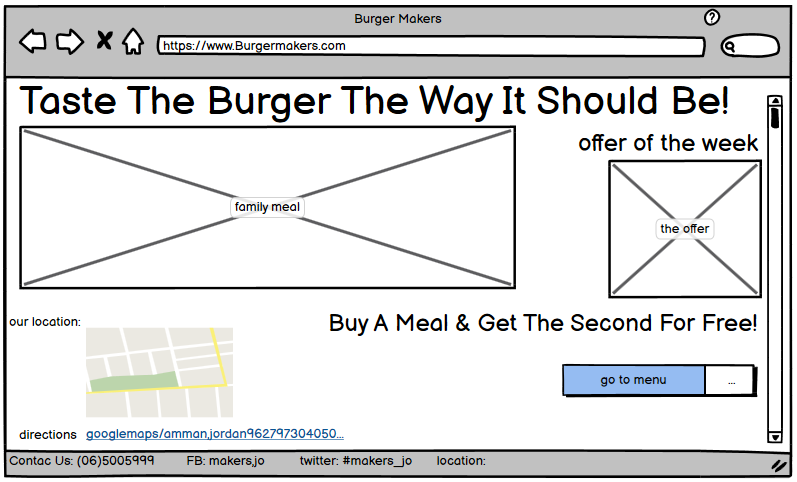 Burger Makers
?
https://www.Burgermakers.com
Taste The Burger The Way It Should Be!
offer of the week
family meal
the offer
our location:
Buy A Meal & Get The Second For Free!
go to menu
...
directions
googlemaps/amman,jordan962797304050...
Contac Us: (06)5005999
FB: makers,jo
twitter: #makers_jo
location: